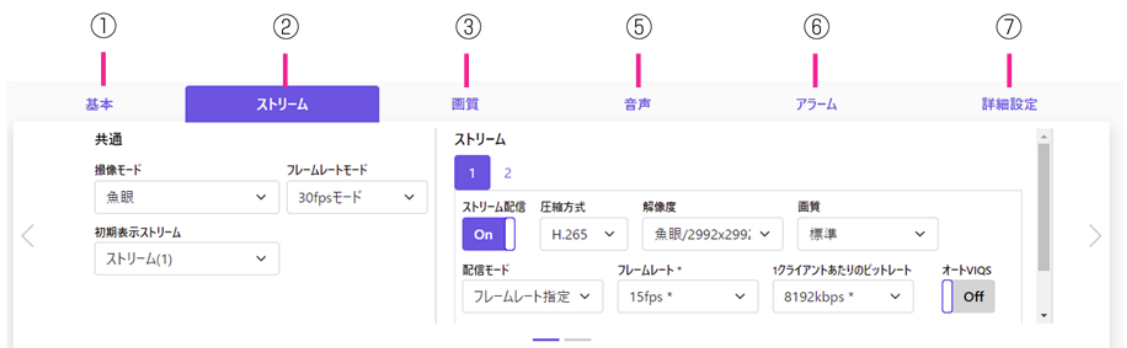 ① ② ③ ⑤ ⑥ ⑦
基本 ストリーム 画質 音声 アラーム 詳細設定
共通
撮像モード フレームレートモード
魚眼 30fpsモード
初期表示ストリーム
ストリーム(1)
ストリーム
1 2
ストリーム配信 圧縮方式 解像度 画質
On H.265 魚眼/2992x2992 標準
配信モード フレームレート * 1クライアントあたりのビットレート オートVIQS
フレームレート指定 15fps * 8192kbps * Off